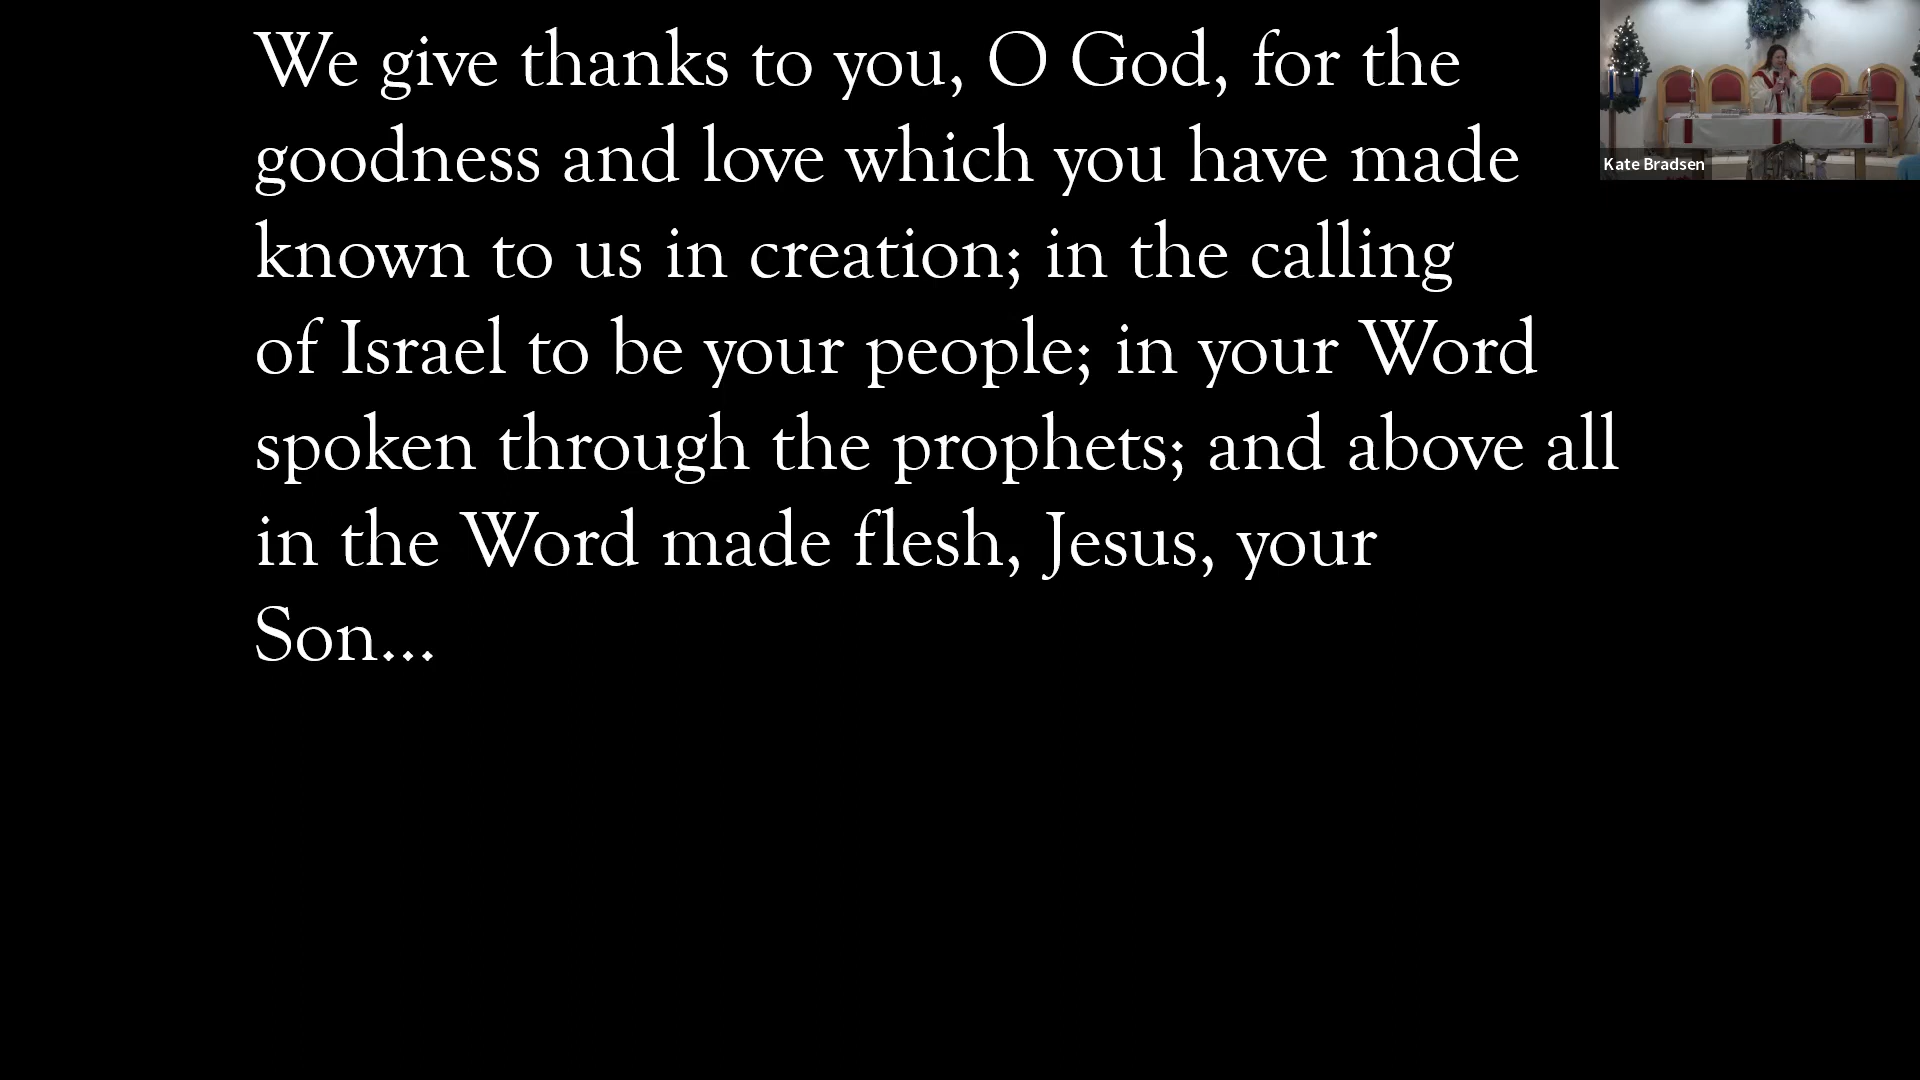 We give thanks to you, O God, for the
goodness and love which you have made
known to us in creation; in the calling
of Israel to be your people; in your Word
spoken through the prophets; and above all
in the Word made flesh, Jesus, your
Son...
Kate Bradsen